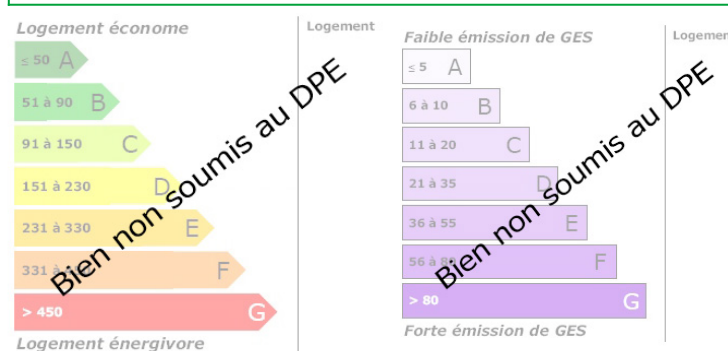 Logement économe
Logement
≤ 50 A
51 à 90 B
91 à 150 C
151 à 230 D
231 à 330 E
331 à F
> 450 G
Logement énergivore
Bien non soumis au DPE
Faible émission de GES
Logemen
≤ 5 A
6 à 10 B
11 à 20 C
21 à 35 D
36 à 55 E
56 à 80 F
> 80 G
Forte émission de GES
Bien non soumis au DPE